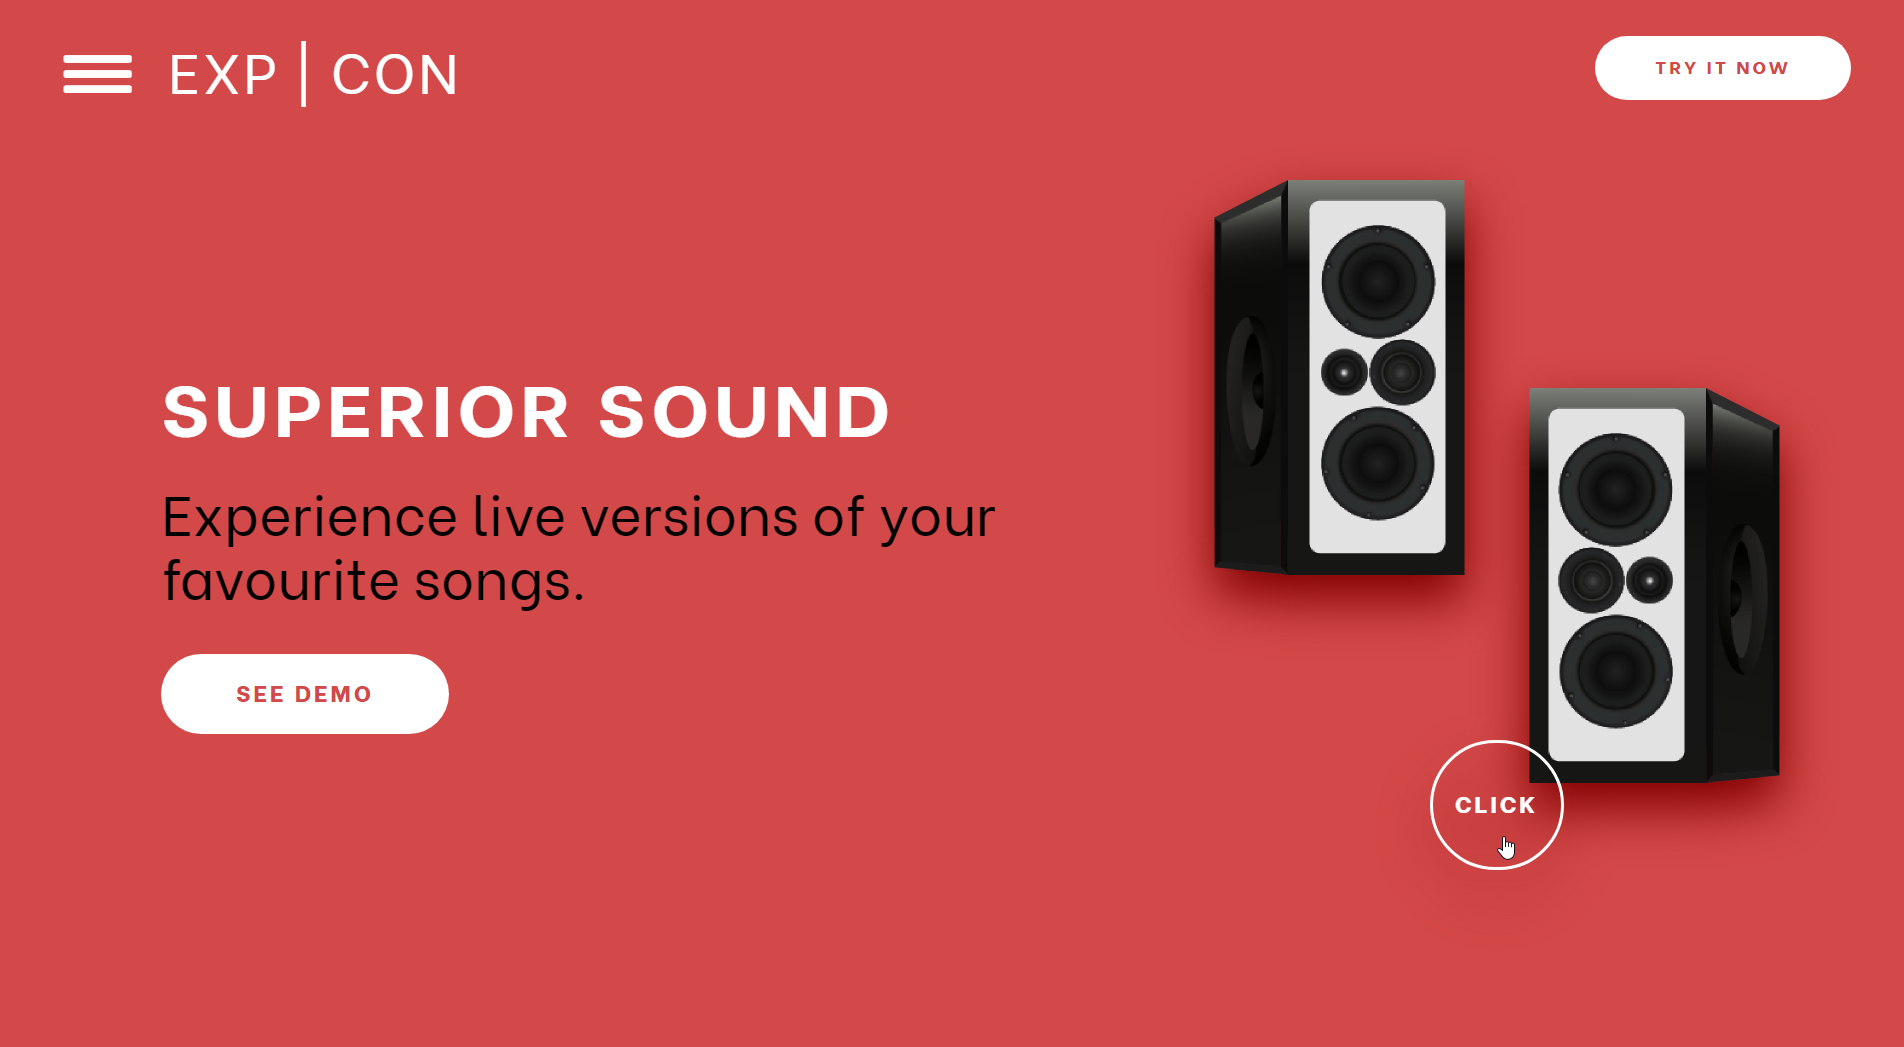 EXP | CON
TRY IT NOW
SUPERIOR SOUND
Experience live versions of your
favourite songs.
SEE DEMO
CLICK